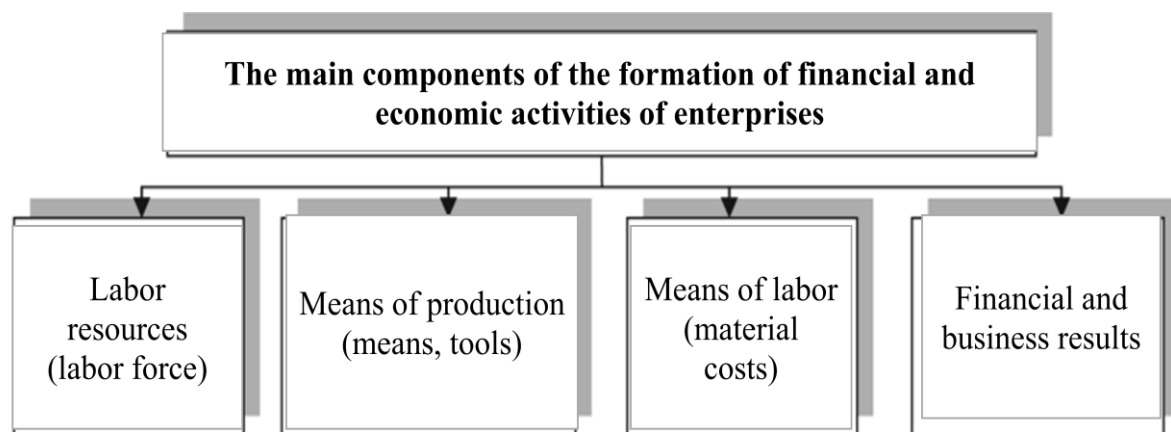 The main components of the formation of financial and
economic activities of enterprises
Labor
resources
(labor force)
Means of production
(means, tools)
Means of labor
(material
costs)
Financial and
business results